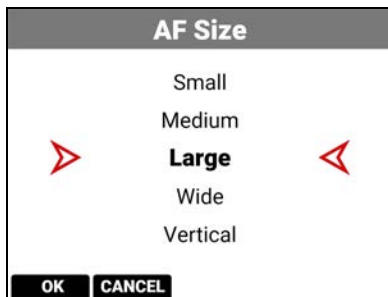 AF Size
Small
Medium
Large
Wide
Vertical
OK CANCEL